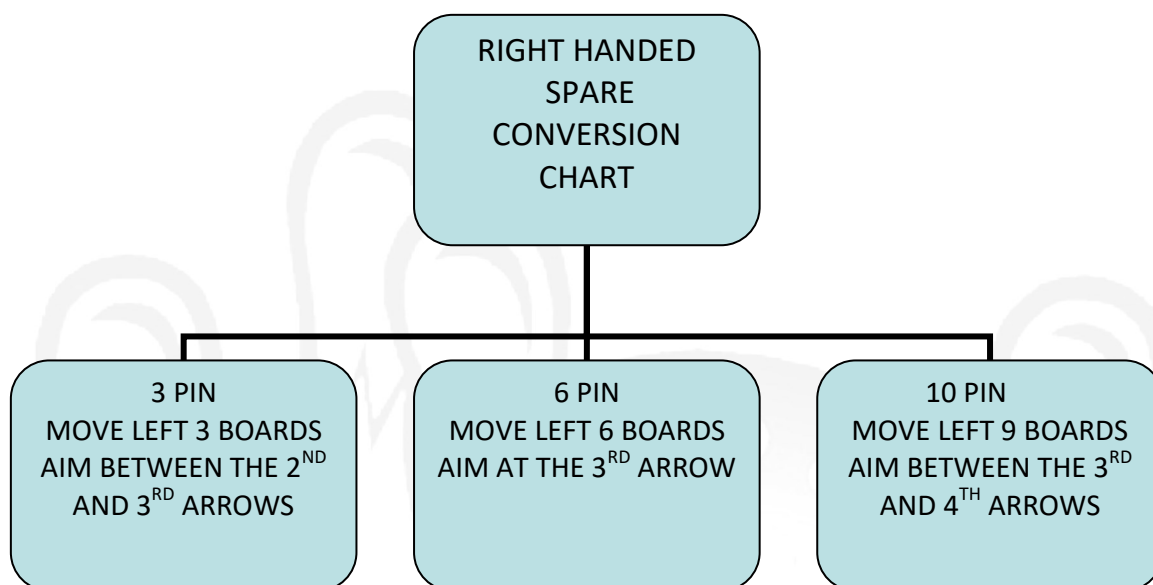 RIGHT HANDED
SPARE
CONVERSION
CHART
3 PIN
MOVE LEFT 3 BOARDS
AIM BETWEEN THE 2ND
AND 3RD ARROWS
6 PIN
MOVE LEFT 6 BOARDS
AIM AT THE 3RD ARROW
10 PIN
MOVE LEFT 9 BOARDS
AIM BETWEEN THE 3RD
AND 4TH ARROWS